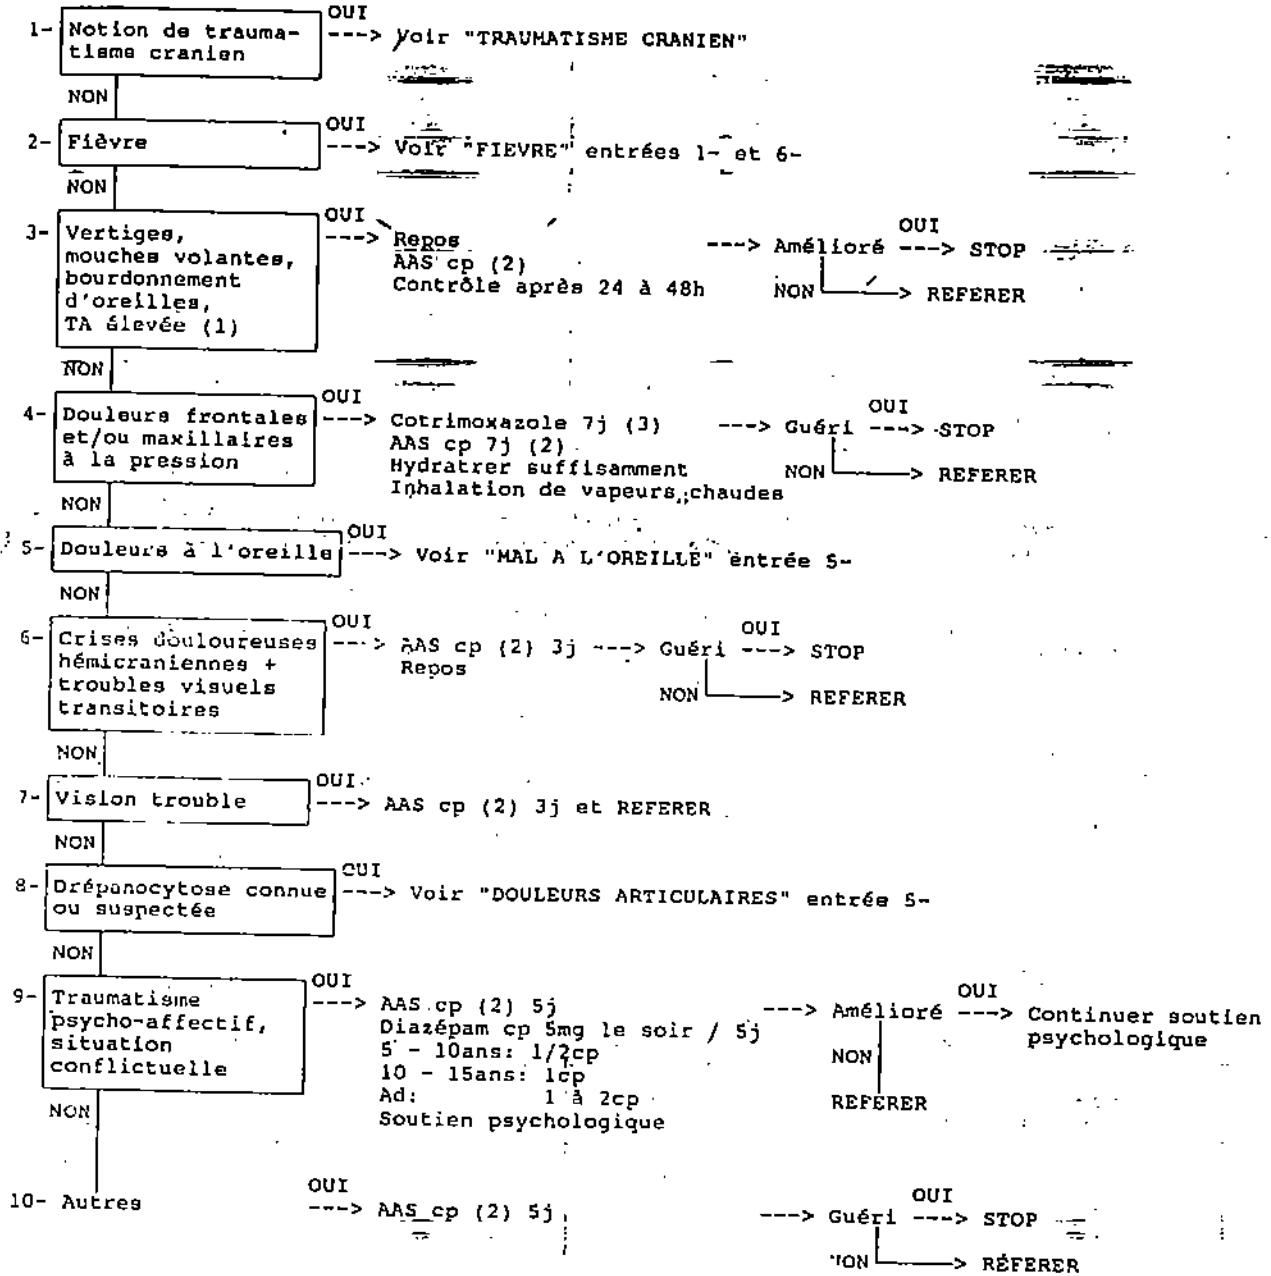 OUI
1- Notion de trauma- ---> Voir "TRAUMATISME CRANIEN"
tisme cranien
NON
OUI
2- Fièvre ---> Voir "FIEVRE" entrées 1- et 6-
NON
OUI
3- Vertiges, ---> Repos ---> Amélioré OUI ---> STOP
mouches volantes, AAS cp (2)
bourdonnement Contrôle après 24 à 48h NON ---> REFERER
d'oreilles,
TA élevée (1)
NON
OUI
4- Douleurs frontales ---> Cotrimoxazole 7j (3) ---> Guéri OUI ---> STOP
et/ou maxillaires AAS cp 7j (2)
à la pression Hydratrer suffisamment NON ---> REFERER
Inhalation de vapeurs chaudes
NON
OUI
5- Douleurs à l'oreille ---> Voir "MAL A L'OREILLE" entrée 5-
NON
OUI
6- Crises douloureuses ---> AAS cp (2) 3j ---> Guéri OUI ---> STOP
hémicraniennes + Repos
troubles visuels NON ---> REFERER
transitoires
NON
OUI
7- Vision trouble ---> AAS cp (2) 3j et REFERER
NON
OUI
8- Drépanocytose connue ---> Voir "DOULEURS ARTICULAIRES" entrée 5-
ou suspectée
NON
OUI
9- Traumatisme ---> AAS cp (2) 5j ---> Amélioré OUI ---> Continuer soutien
psycho-affectif, Diazépam cp 5mg le soir / 5j psychologique
situation 5 - 10ans: 1/2cp NON
conflictuelle 10 - 15ans: 1cp
Ad: 1 à 2cp REFERER
Soutien psychologique
NON
OUI
10- Autres ---> AAS cp (2) 5j ---> Guéri OUI ---> STOP
NON ---> REFERER